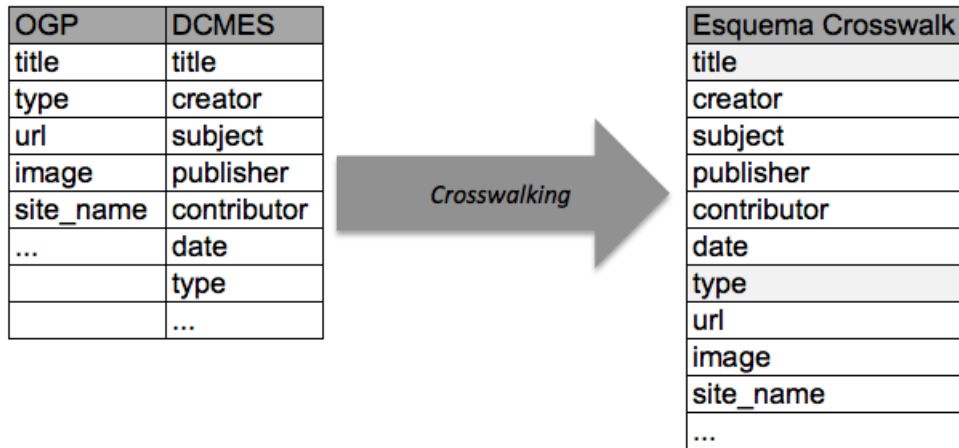 OGP DCMES
title title
type creator
url subject
image publisher
site_name contributor
... date
type
...
Crosswalking
Esquema Crosswalk
title
creator
subject
publisher
contributor
date
type
url
image
site_name
...